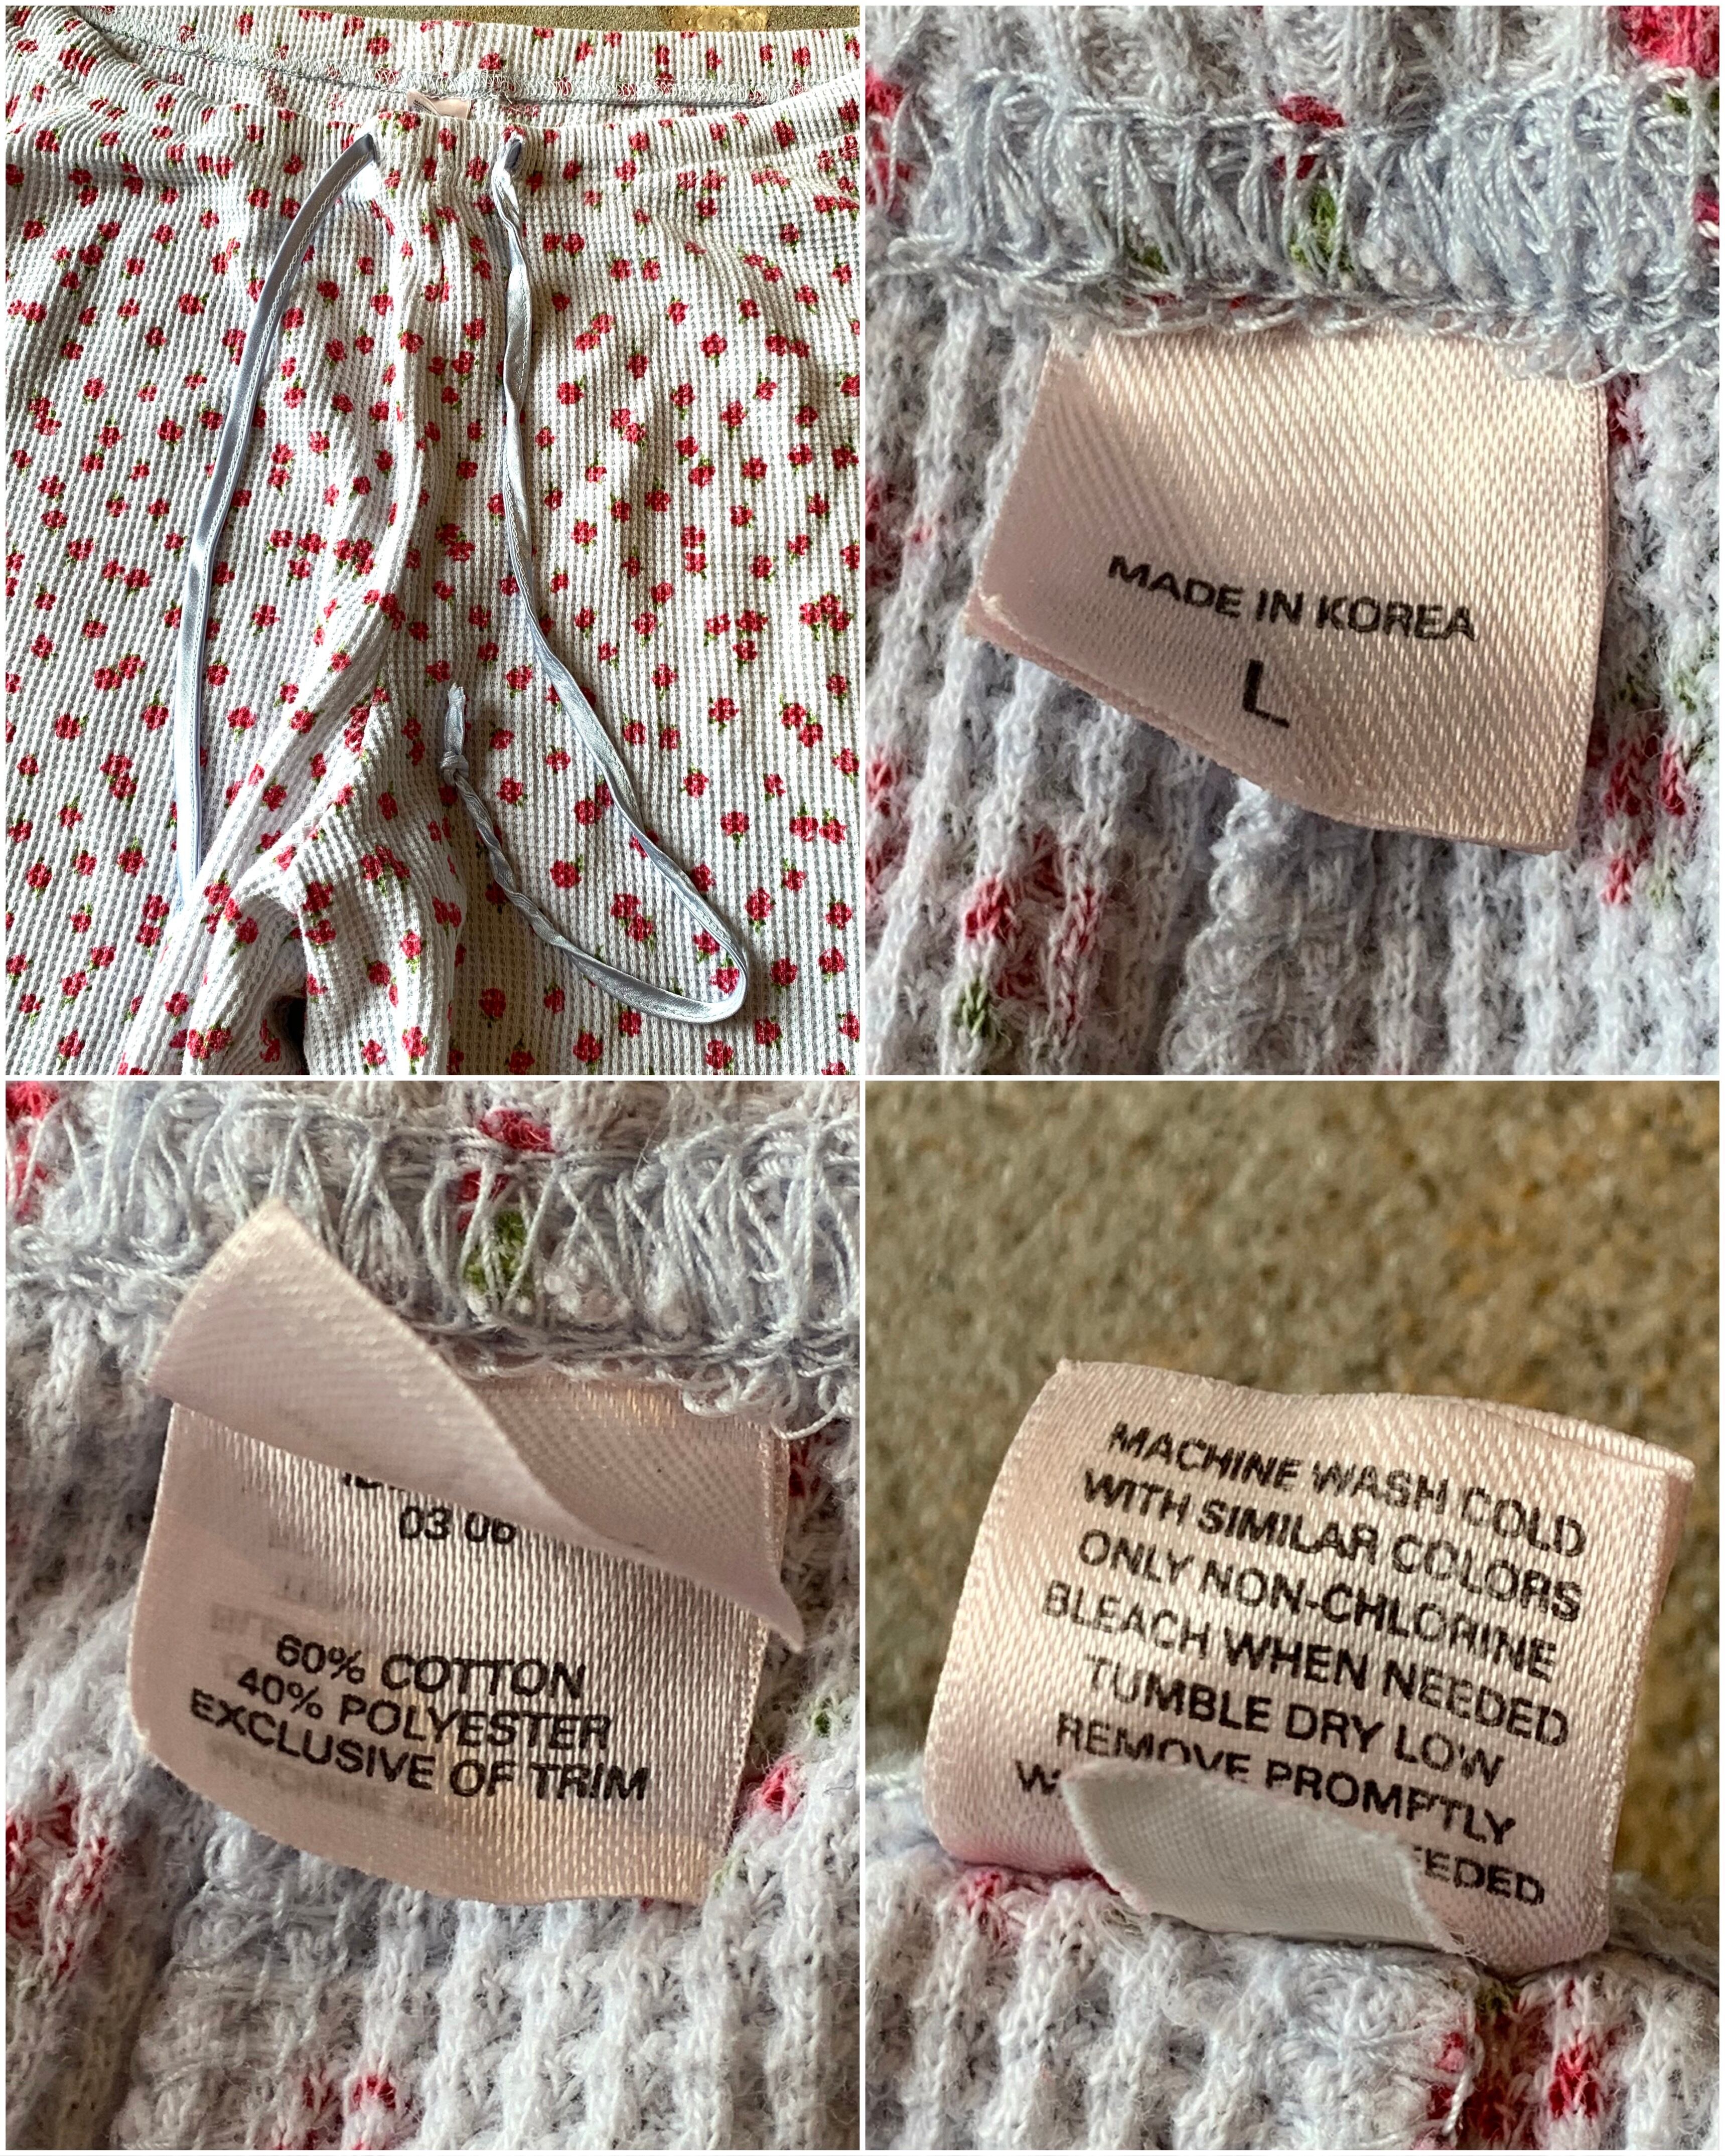 MADE IN KOREA
L
03 06
60% COTTON
40% POLYESTER
EXCLUSIVE OF TRIM
MACHINE WASH COLD
WITH SIMILAR COLORS
ONLY NON-CHLORINE
BLEACH WHEN NEEDED
TUMBLE DRY LOW
REMOVE PROMPTLY